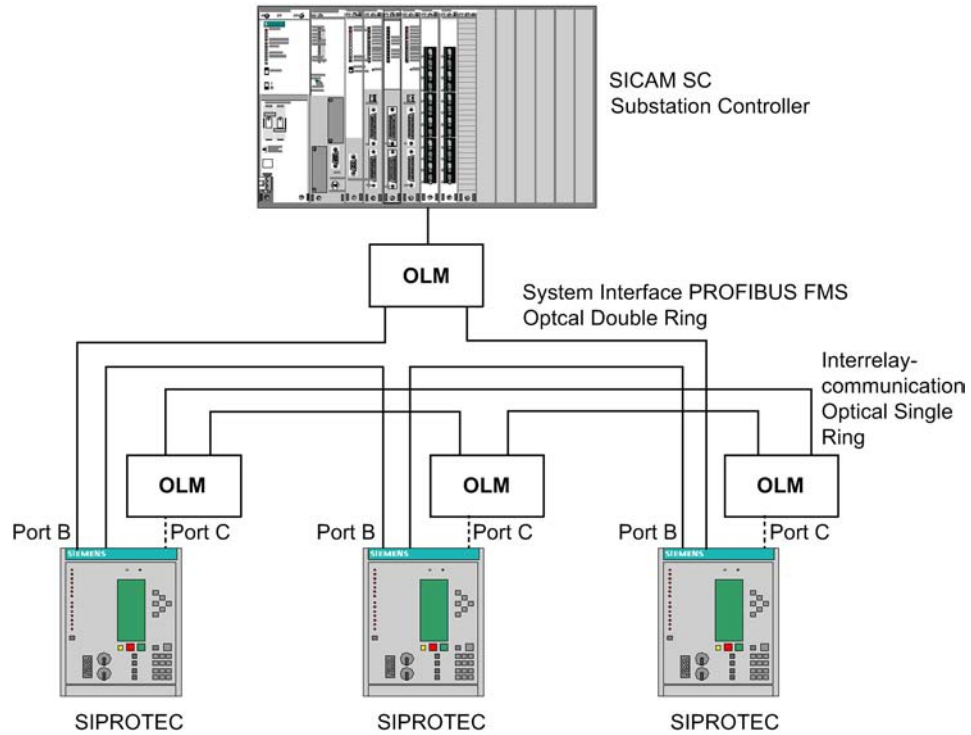 SICAM SC
Substation Controller
OLM
System Interface PROFIBUS FMS
Optcal Double Ring
Interrelay-
communication
Optical Single
Ring
OLM
OLM
OLM
Port B
Port C
Port B
Port C
Port B
Port C
SIEMENS
SIEMENS
SIEMENS
SIPROTEC
SIPROTEC
SIPROTEC